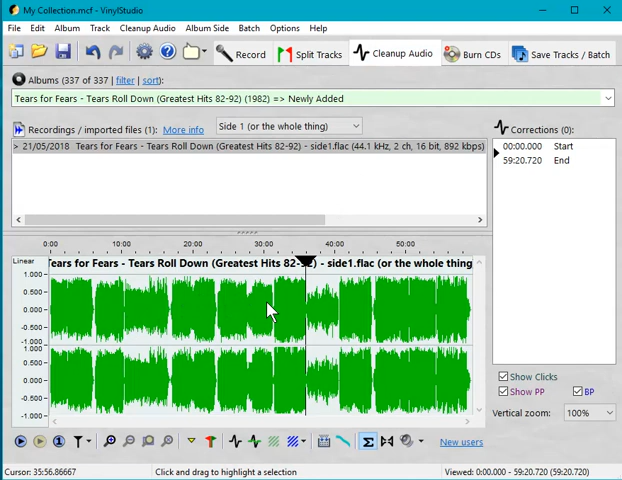 My Collection.mcf - VinylStudio
File Edit Album Track Cleanup Audio Album Side Batch Options Help
Record Split Tracks Cleanup Audio Burn CDs Save Tracks / Batch
Albums (337 of 337) | filter | sort):
Tears for Fears - Tears Roll Down (Greatest Hits 82-92) (1982) => Newly Added
Recordings / imported files (1): More info Side 1 (or the whole thing)
Corrections (0):
> 21/05/2018 Tears for Fears - Tears Roll Down (Greatest Hits 82-92) - side1.flac (44.1 kHz, 2 ch, 16 bit, 892 kbps)
00:00.000 Start
59:20.720 End
0:00 10:00 20:00 30:00 40:00 50:00
Linear
ears for Fears - Tears Roll Down (Greatest Hits 82-92) - side1.flac (or the whole thing
1.000
0.500
0.000
-0.500
-1.000
1.000
0.500
0.000
-0.500
-1.000
Show Clicks
Show PP BP
Vertical zoom: 100%
New users
Cursor: 35:56.86667 Click and drag to highlight a selection Viewed: 0:00.000 - 59:20.720 (59:20.720)